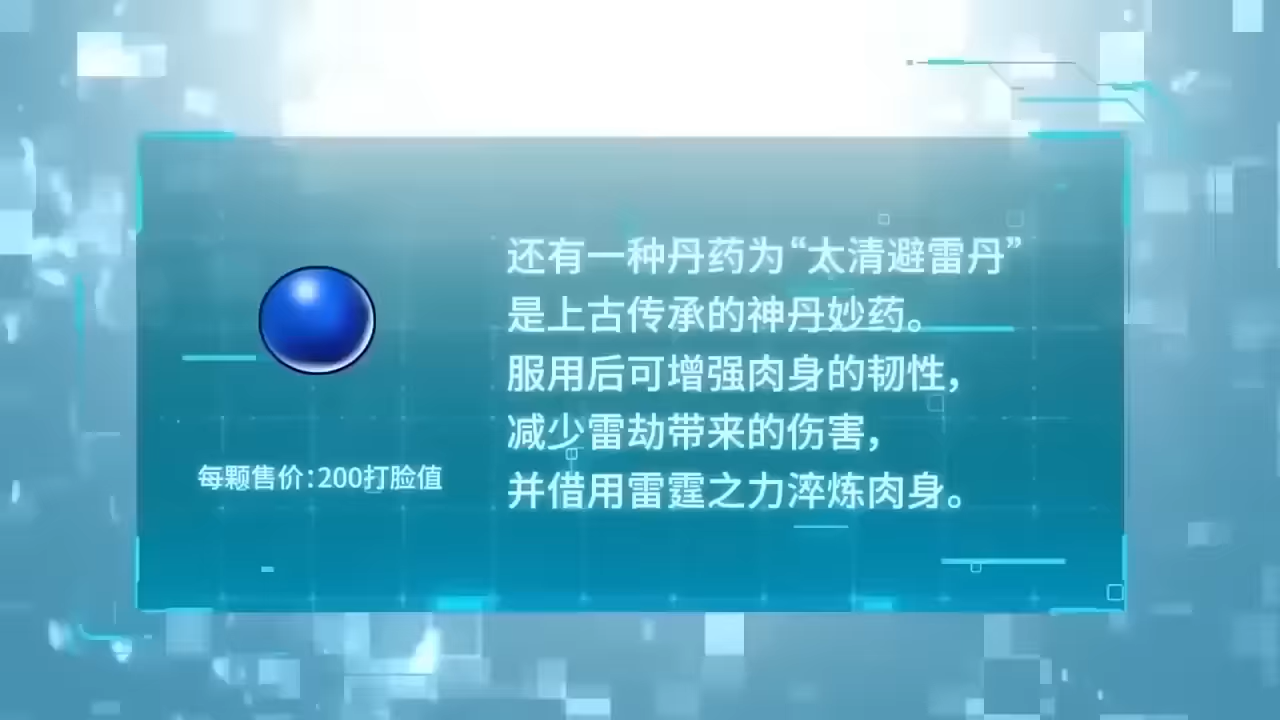 还有一种丹药为“太清避雷丹”
是上古传承的神丹妙药。
服用后可增强肉身的韧性，
减少雷劫带来的伤害，
并借用雷霆之力淬炼肉身。
每颗售价：200打脸值